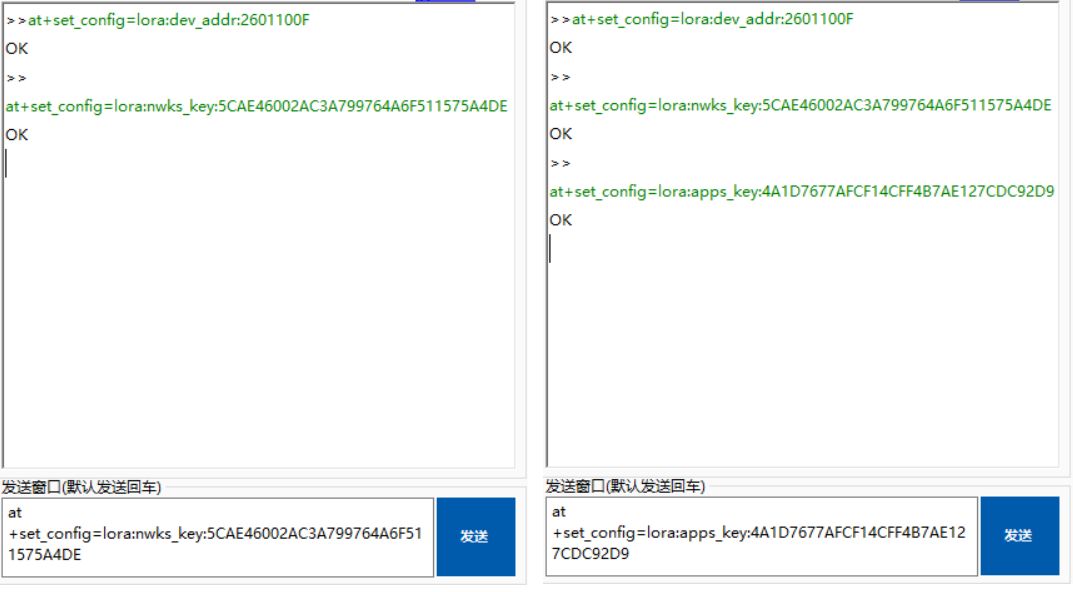 >>at+set_config=lora:dev_addr:2601100F
OK
>>
at+set_config=lora:nwks_key:5CAE46002AC3A799764A6F511575A4DE
OK
发送窗口(默认发送回车)
at
+set_config=lora:nwks_key:5CAE46002AC3A799764A6F51
1575A4DE
发送
>>at+set_config=lora:dev_addr:2601100F
OK
>>
at+set_config=lora:nwks_key:5CAE46002AC3A799764A6F511575A4DE
OK
>>
at+set_config=lora:apps_key:4A1D7677AFCF14CFF4B7AE127CDC92D9
OK
发送窗口(默认发送回车)
at
+set_config=lora:apps_key:4A1D7677AFCF14CFF4B7AE12
7CDC92D9
发送